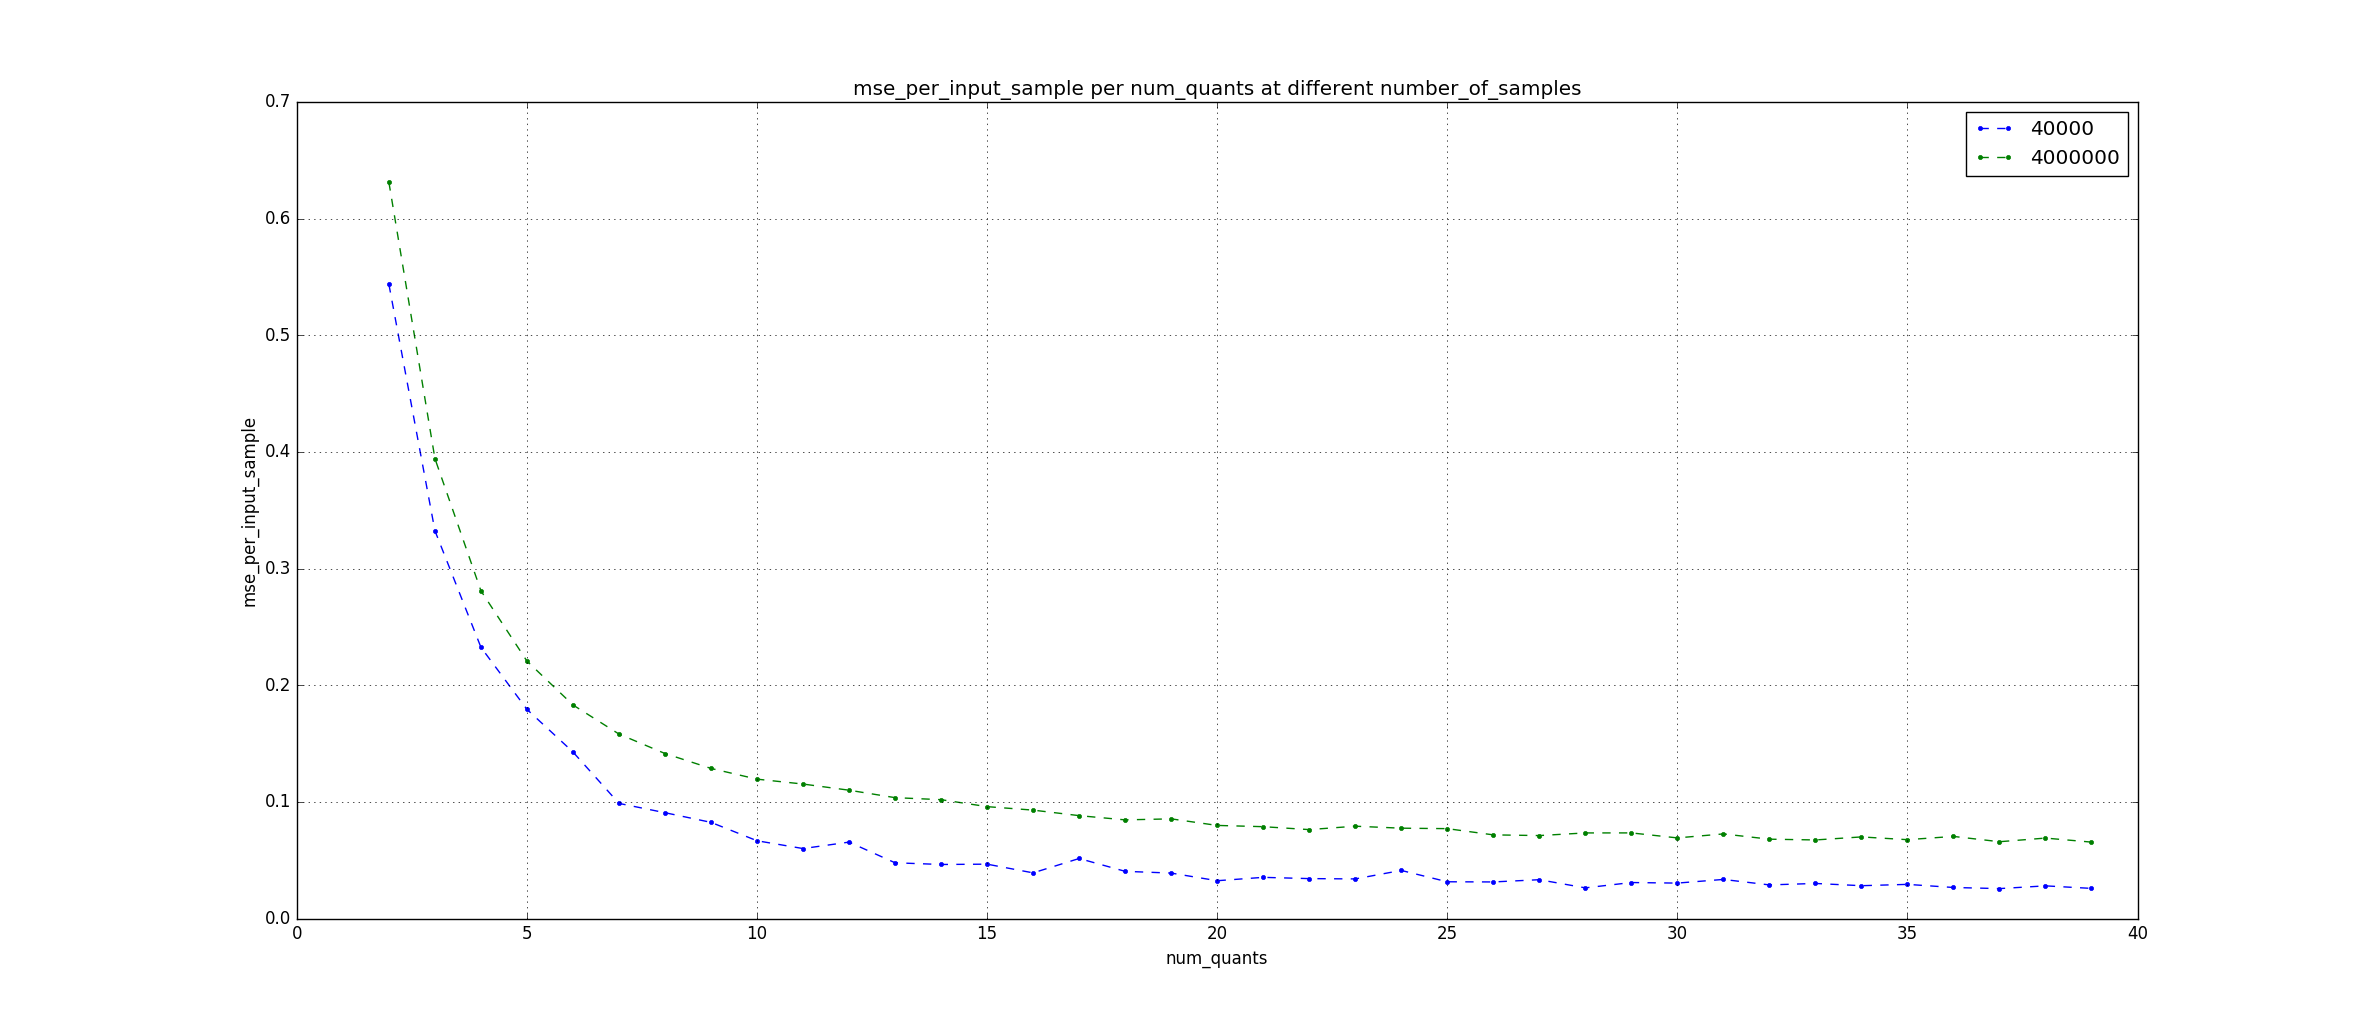 mse_per_input_sample per num_quants at different number_of_samples
40000
4000000
0.7
0.6
0.5
0.4
0.3
0.2
0.1
0.0
mse_per_input_sample
0 5 10 15 20 25 30 35 40
num_quants